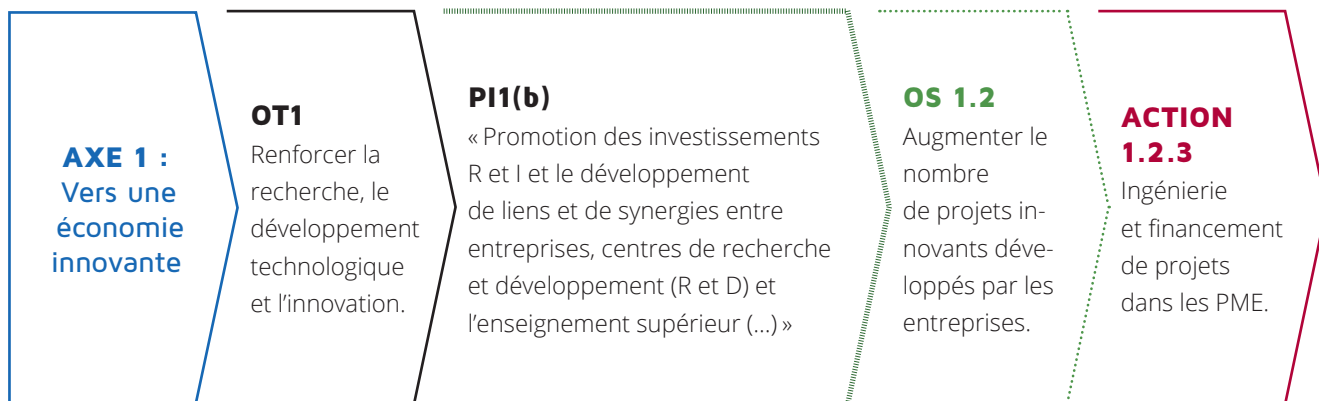 AXE 1 :
Vers une
économie
innovante
OT1
Renforcer la
recherche, le
développement
technologique
et l’innovation.
PI1(b)
« Promotion des investissements
R et I et le développement
de liens et de synergies entre
entreprises, centres de recherche
et développement (R et D) et
l’enseignement supérieur (...) »
OS 1.2
Augmenter le
nombre
de projets in-
novants déve-
loppés par les
entreprises.
ACTION
1.2.3
Ingénierie
et financement
de projets
dans les PME.